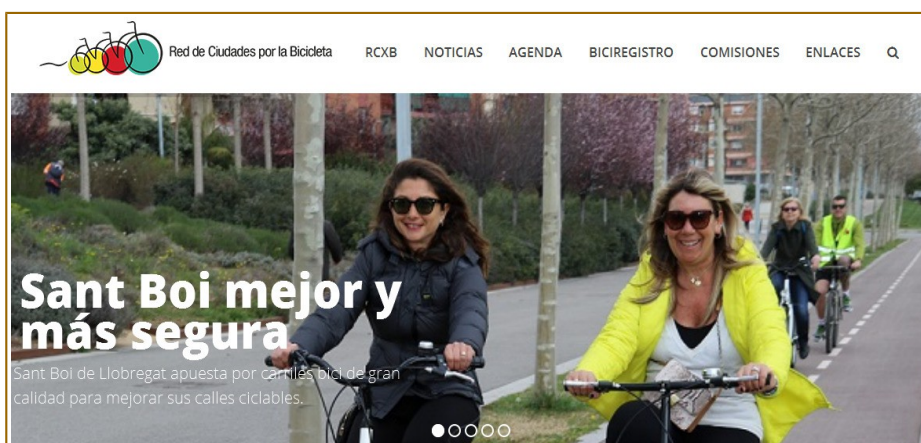 Red de Ciudades por la Bicicleta
RCXB NOTICIAS AGENDA BICIREGISTRO COMISIONES ENLACES
Sant Boi mejor y
más segura
Sant Boi de Llobregat apuesta por carriles bici de gran
calidad para mejorar sus calles ciclables.